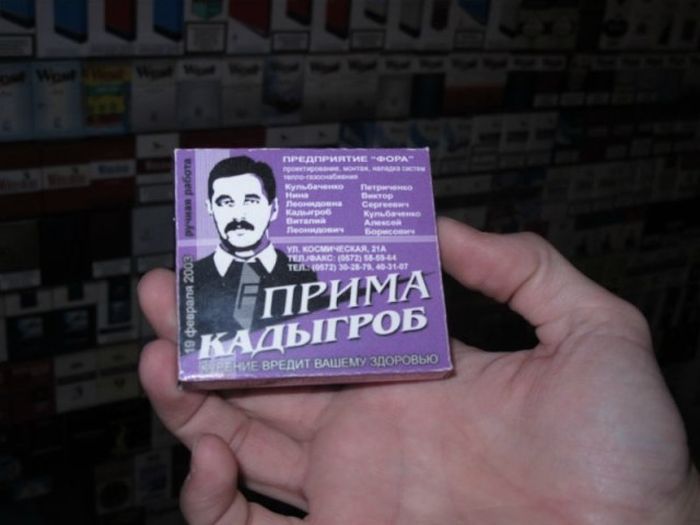 ПРЕДПРИЯТИЕ "ФОРА"
проектирование, монтаж, наладка систем
тепло-газоснабжения
Кульбаченко
Нина
Леонидовна
Кадыгроб
Виталий
Леонидович
Петриченко
Виктор
Сергеевич
Кульбаченко
Алексей
Борисович
УЛ. КОСМИЧЕСКАЯ, 21А
ТЕЛ./ФАКС: (0572) 58-59-64
ТЕЛ.: (0572) 30-28-79, 40-31-07
ПРИМА
КАДЫГРОБ
КУРЕНИЕ ВРЕДИТ ВАШЕМУ ЗДОРОВЬЮ
19 февраля 2003 ручная работа